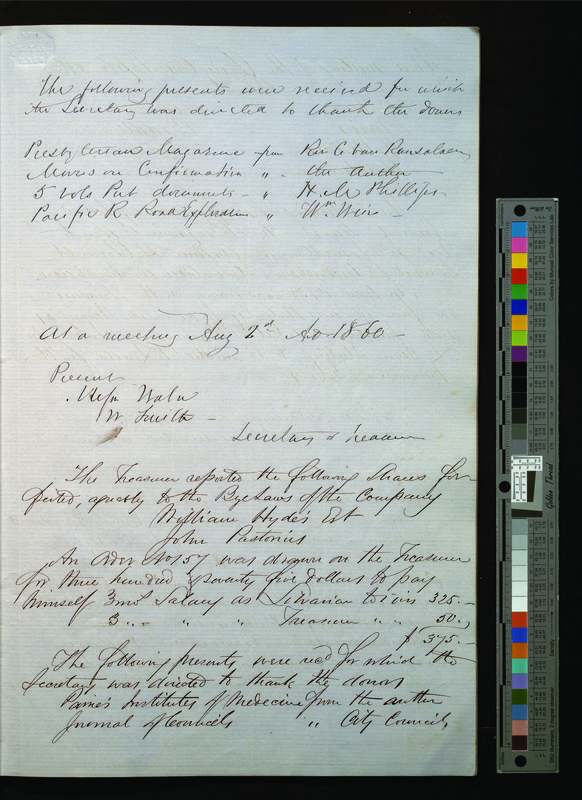 The following presents were received for which
the Secretary was directed to thank the donors
Presbyterian Magazine from Rev C. Van Rensalaer
Morris on Confirmation " the author
5 vols Pat documents - " H. M Phillips
Pacific R. Road Exploration " Wm Weir -
At a meeting Aug 2d AD 1860 -
Present
Messrs Waln
W. Smith -
Secretary & Treasurer
The Treasurer reported the following Shares for-
feited, agreeably to the Bye Laws of the Company
William Hyde's Est
John Pastorius
An order No 157 was drawn on the Treasurer
for three hundred & seventy five dollars to pay
himself 3 mos Salary as Librarian to inst 325.-
3 " " " Treasurer " " 50.-
$ 375.-
The following presents were recd for which the
Secretary was directed to thank the donors
Paine's Institutes of Medicine from the author
Journal of Councils " City Councils